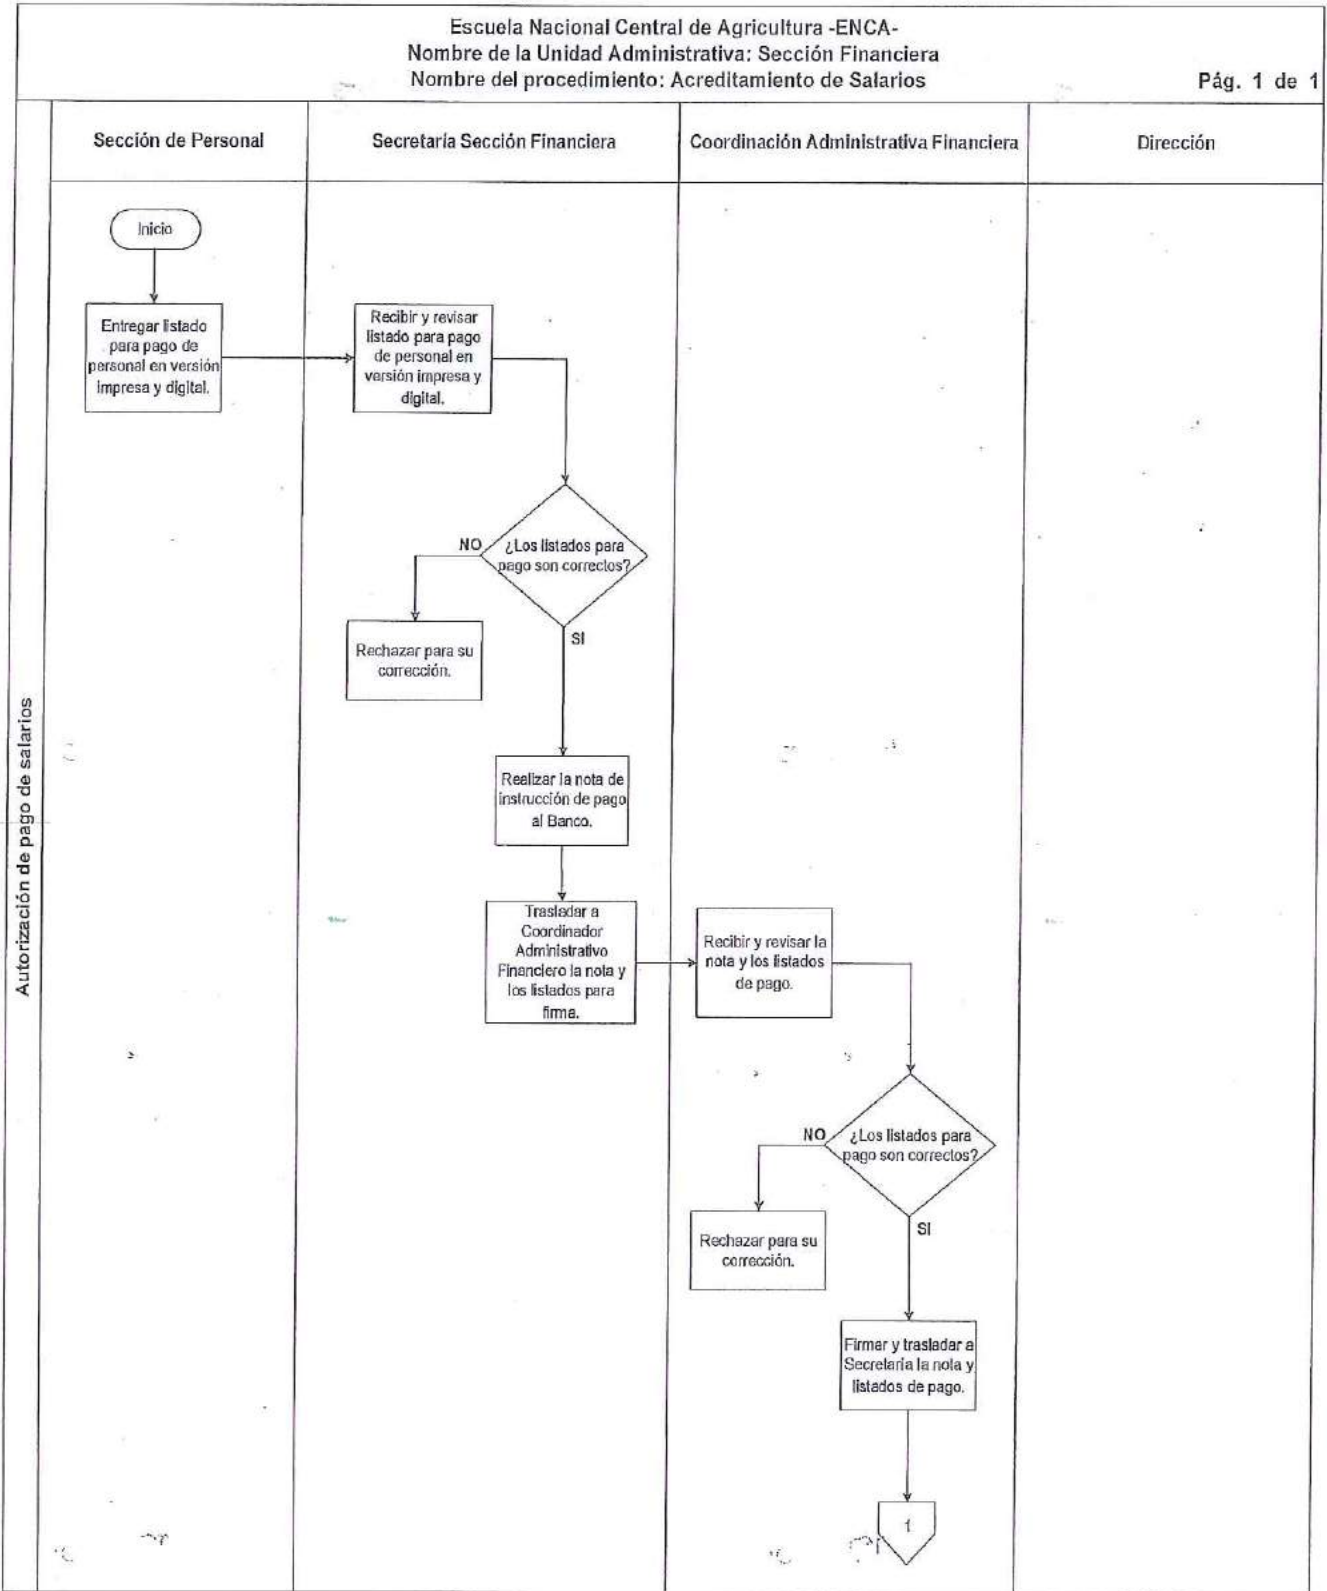 Escuela Nacional Central de Agricultura -ENCA-
Nombre de la Unidad Administrativa: Sección Financiera
Nombre del procedimiento: Acreditamiento de Salarios
Pág. 1 de 1
Sección de Personal
Secretaría Sección Financiera
Coordinación Administrativa Financiera
Dirección
Autorización de pago de salarios
Inicio
Entregar listado
para pago de
personal en versión
impresa y digital.
Recibir y revisar
listado para pago
de personal en
versión impresa y
digital.
¿Los listados para
pago son correctos?
NO
Rechazar para su
corrección.
SI
Realizar la nota de
instrucción de pago
al Banco.
Trasladar a
Coordinador
Administrativo
Financiero la nota y
los listados para
firma.
Recibir y revisar la
nota y los listados
de pago.
¿Los listados para
pago son correctos?
NO
Rechazar para su
corrección.
SI
Firmar y trasladar a
Secretaria la nota y
listados de pago.
1